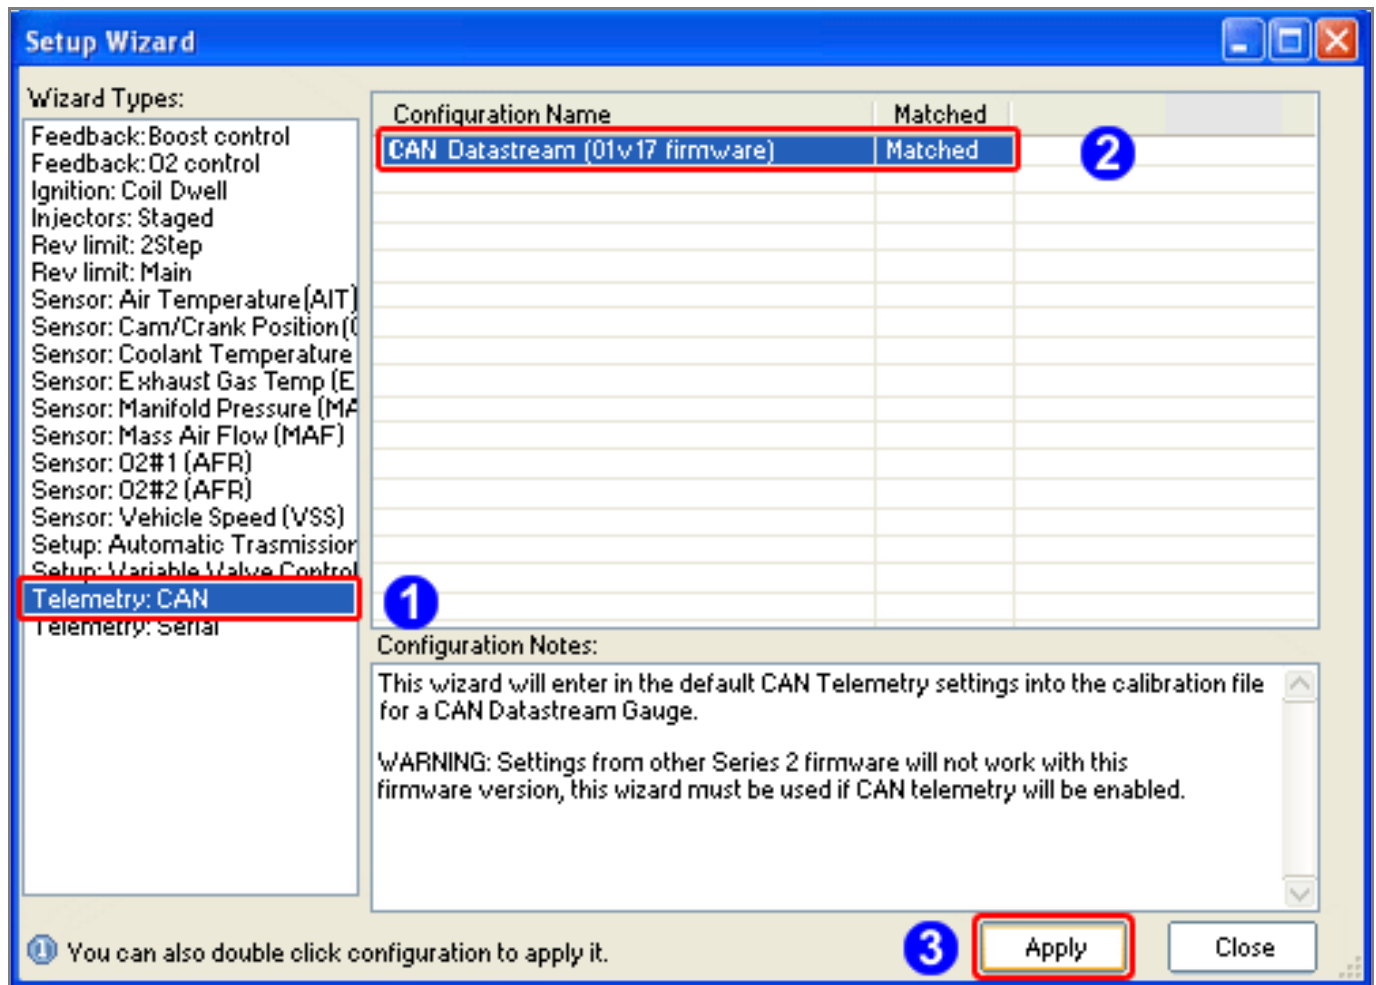 Setup Wizard
Wizard Types:
Feedback: Boost control
Feedback: O2 control
Ignition: Coil Dwell
Injectors: Staged
Rev limit: 2Step
Rev limit: Main
Sensor: Air Temperature (AIT)
Sensor: Cam/Crank Position (C
Sensor: Coolant Temperature
Sensor: Exhaust Gas Temp (E
Sensor: Manifold Pressure (MA
Sensor: Mass Air Flow (MAF)
Sensor: O2#1 (AFR)
Sensor: O2#2 (AFR)
Sensor: Vehicle Speed (VSS)
Setup: Automatic Trasmission
Setup: Variable Valve Control
Telemetry: CAN
Telemetry: Serial
1
Configuration Name Matched
CAN Datastream (01v17 firmware) Matched
2
Configuration Notes:
This wizard will enter in the default CAN Telemetry settings into the calibration file
for a CAN Datastream Gauge.
WARNING: Settings from other Series 2 firmware will not work with this
firmware version, this wizard must be used if CAN telemetry will be enabled.
You can also double click configuration to apply it.
3
Apply
Close